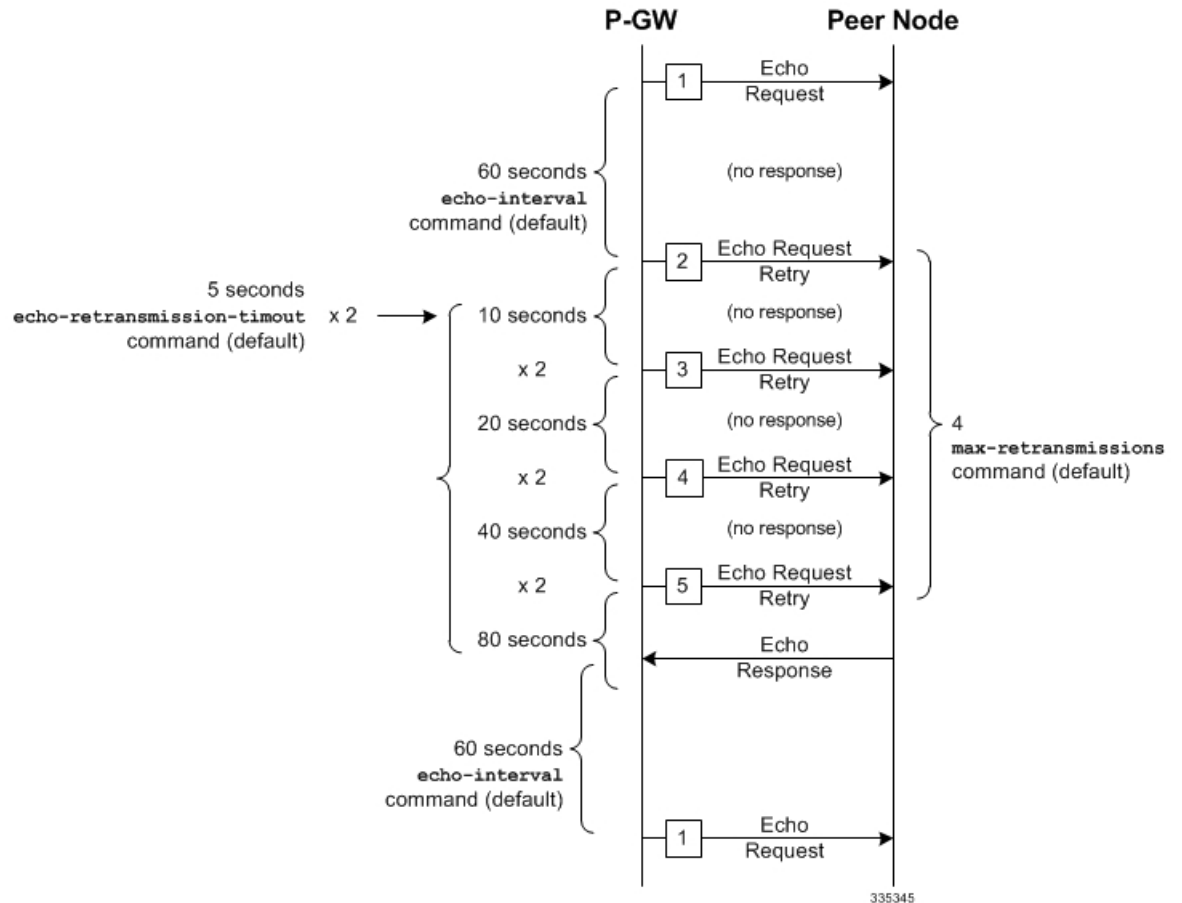 P-GW Peer Node
1 Echo
Request
60 seconds
echo-interval
command (default)
(no response)
2 Echo Request
Retry
5 seconds
echo-retransmission-timout x 2
command (default)
10 seconds
(no response)
x 2
3 Echo Request
Retry
20 seconds
(no response)
4
max-retransmissions
command (default)
x 2
4 Echo Request
Retry
40 seconds
(no response)
x 2
5 Echo Request
Retry
80 seconds
Echo
Response
60 seconds
echo-interval
command (default)
1 Echo
Request
335345